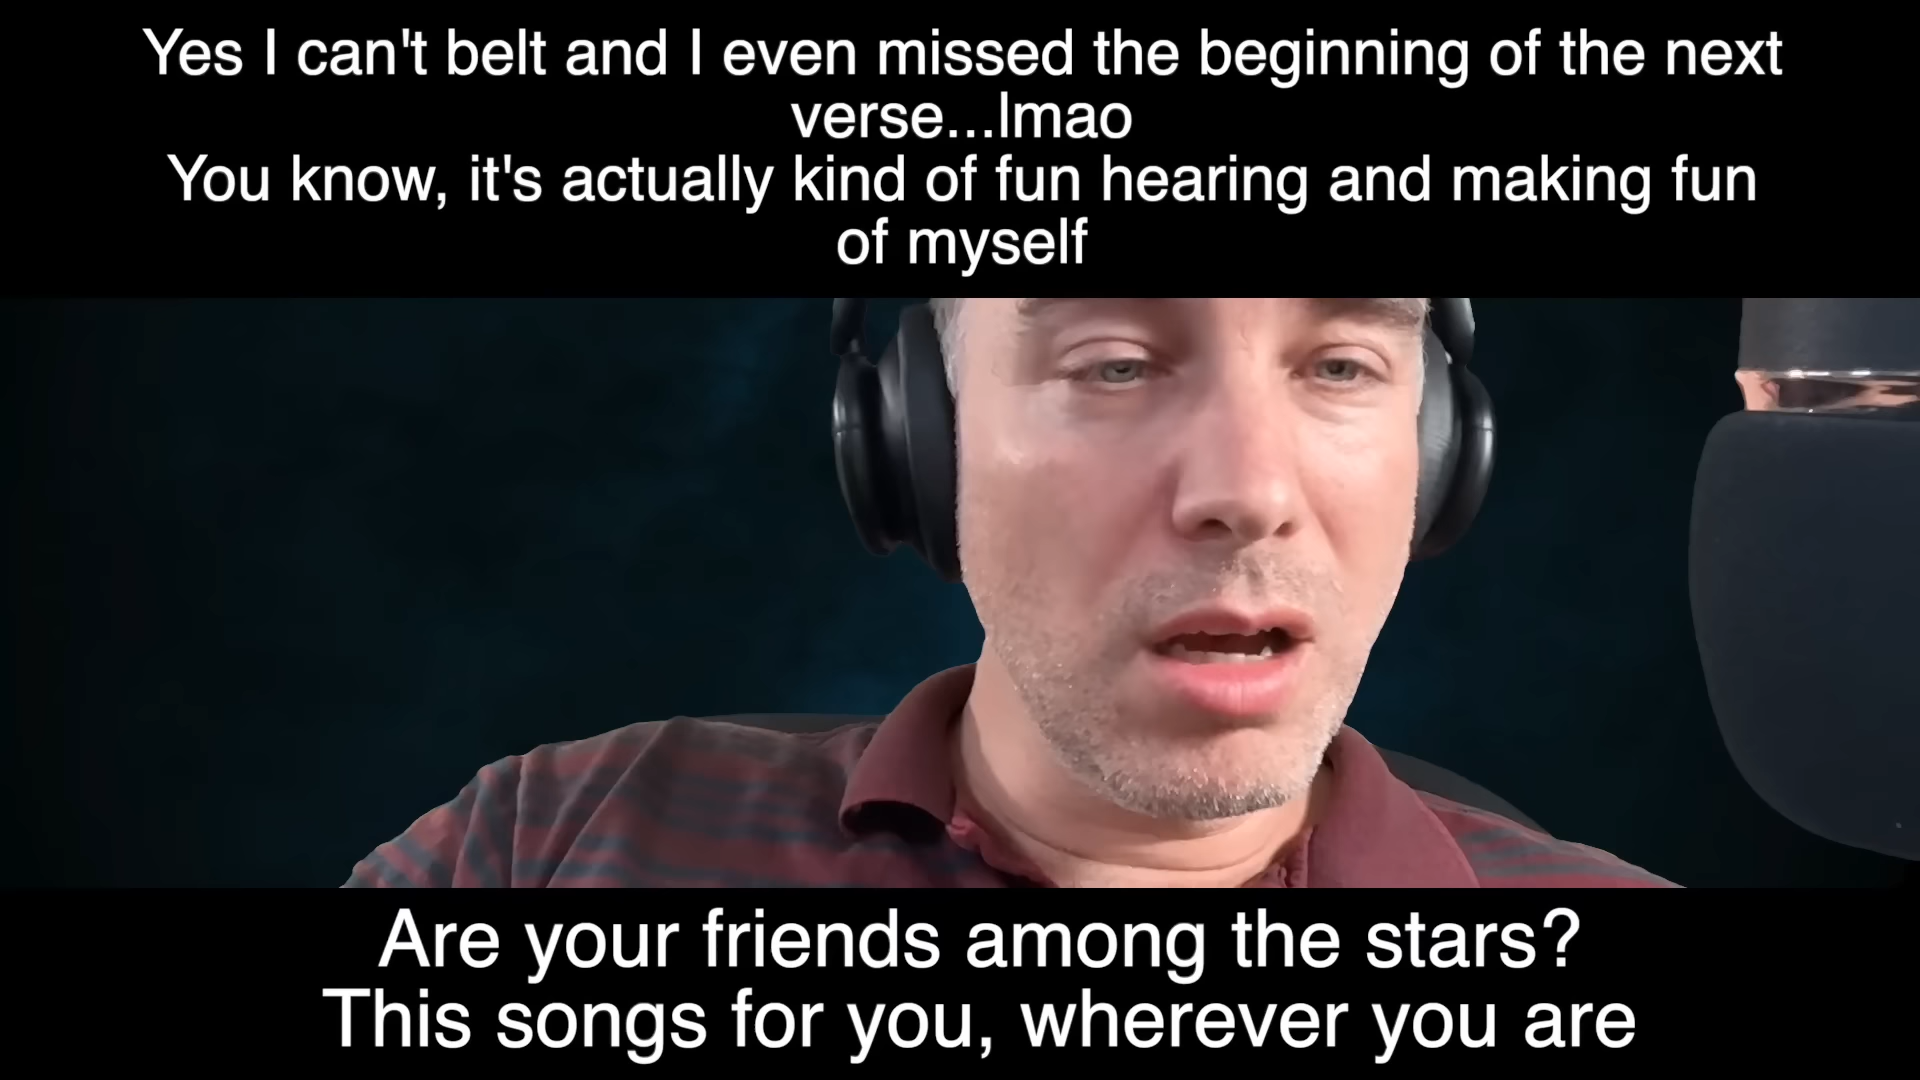 Yes I can't belt and I even missed the beginning of the next
verse...lmao
You know, it's actually kind of fun hearing and making fun
of myself
Are your friends among the stars?
This songs for you, wherever you are